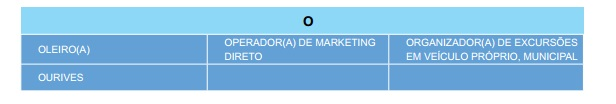 O
OLEIRO(A)
OPERADOR(A) DE MARKETING
DIRETO
ORGANIZADOR(A) DE EXCURSÕES
EM VEÍCULO PRÓPRIO, MUNICIPAL
OURIVES